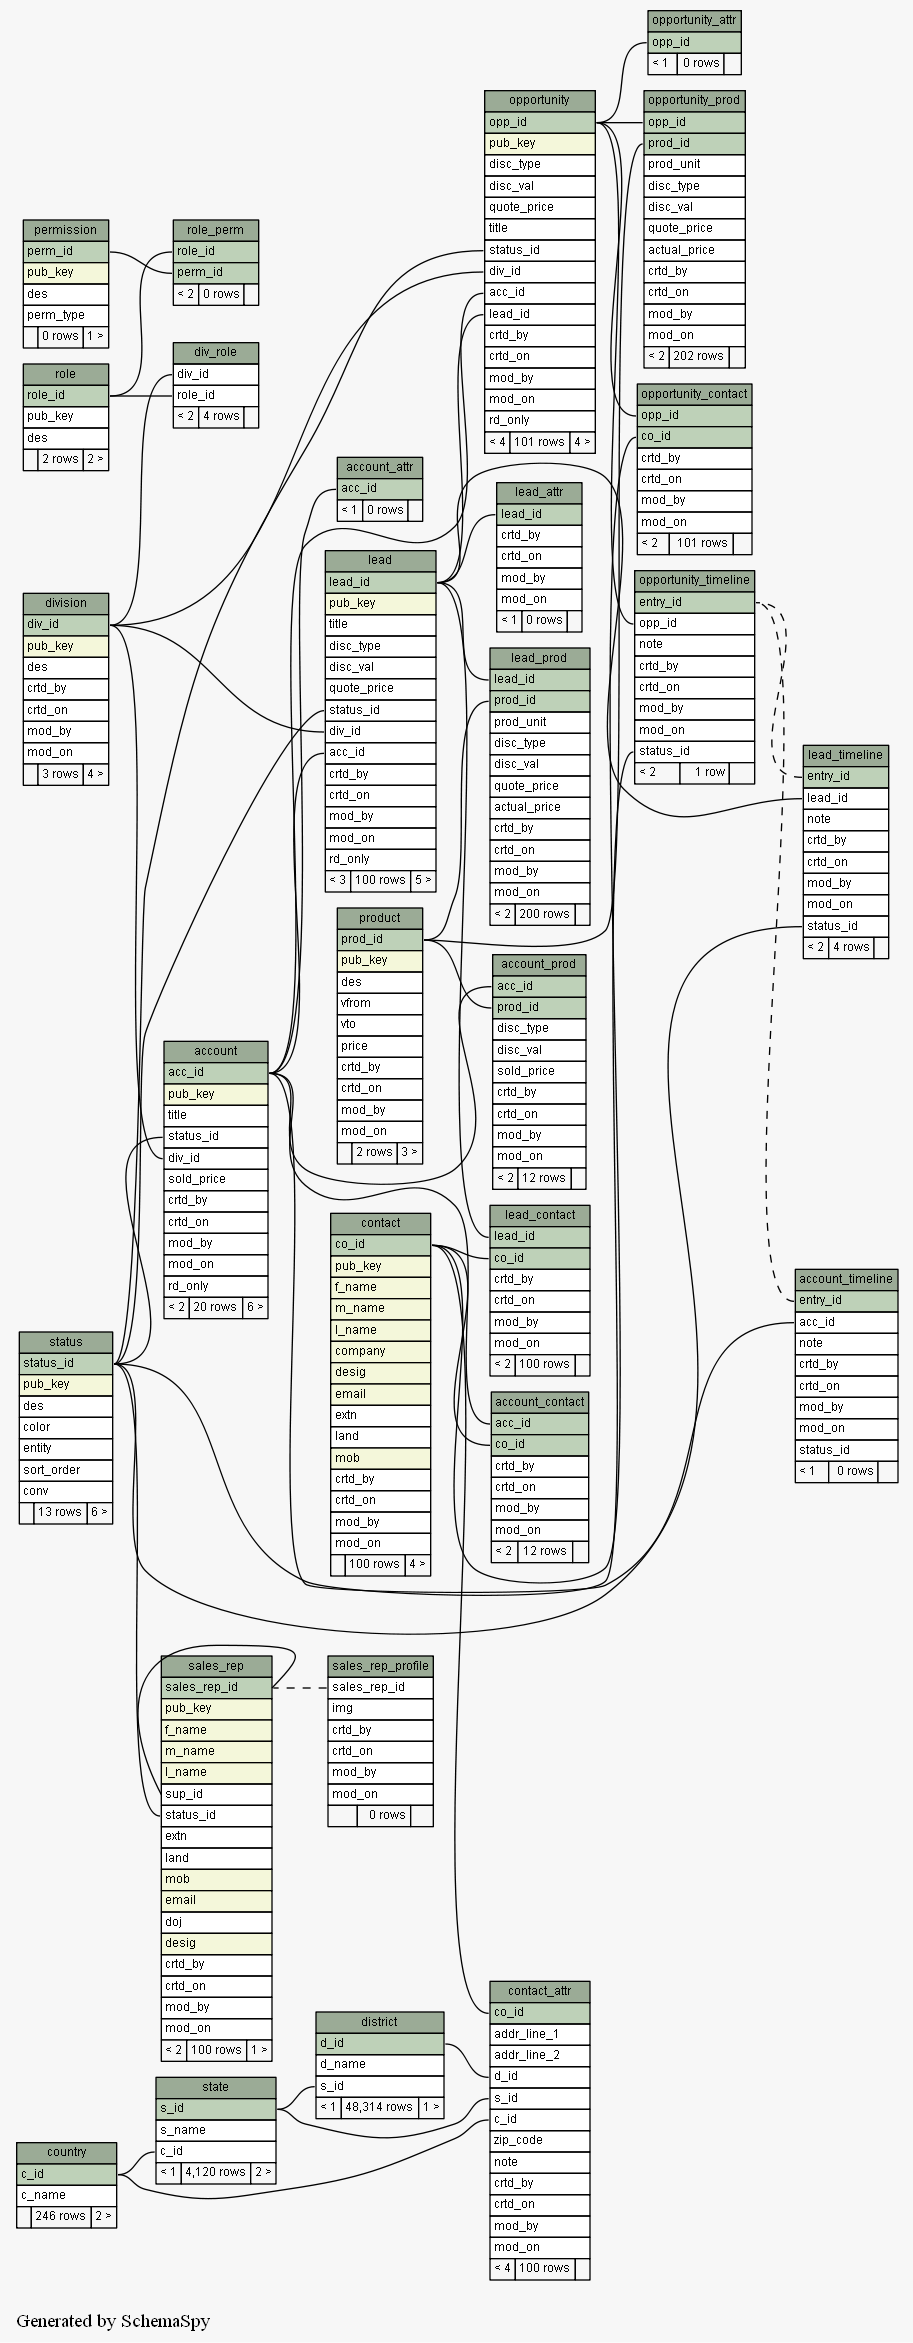 opportunity_attr
opp_id
< 1 0 rows
opportunity
opp_id
pub_key
disc_type
disc_val
quote_price
title
status_id
div_id
acc_id
lead_id
crtd_by
crtd_on
mod_by
mod_on
rd_only
< 4 101 rows 4 >
opportunity_prod
opp_id
prod_id
prod_unit
disc_type
disc_val
quote_price
actual_price
crtd_by
crtd_on
mod_by
mod_on
< 2 202 rows
permission
perm_id
pub_key
des
perm_type
0 rows 1 >
role_perm
role_id
perm_id
< 2 0 rows
div_role
div_id
role_id
< 2 4 rows
role
role_id
pub_key
des
2 rows 2 >
opportunity_contact
opp_id
co_id
crtd_by
crtd_on
mod_by
mod_on
< 2 101 rows
account_attr
acc_id
< 1 0 rows
lead_attr
lead_id
crtd_by
crtd_on
mod_by
mod_on
< 1 0 rows
lead
lead_id
pub_key
title
disc_type
disc_val
quote_price
status_id
div_id
acc_id
crtd_by
crtd_on
mod_by
mod_on
rd_only
< 3 100 rows 5 >
opportunity_timeline
entry_id
opp_id
note
crtd_by
crtd_on
mod_by
mod_on
status_id
< 2 1 row
division
div_id
pub_key
des
crtd_by
crtd_on
mod_by
mod_on
3 rows 4 >
lead_prod
lead_id
prod_id
prod_unit
disc_type
disc_val
quote_price
actual_price
crtd_by
crtd_on
mod_by
mod_on
< 2 200 rows
lead_timeline
entry_id
lead_id
note
crtd_by
crtd_on
mod_by
mod_on
status_id
< 2 4 rows
product
prod_id
pub_key
des
vfrom
vto
price
crtd_by
crtd_on
mod_by
mod_on
2 rows 3 >
account_prod
acc_id
prod_id
disc_type
disc_val
sold_price
crtd_by
crtd_on
mod_by
mod_on
< 2 12 rows
account
acc_id
pub_key
title
status_id
div_id
sold_price
crtd_by
crtd_on
mod_by
mod_on
rd_only
< 2 20 rows 6 >
lead_contact
lead_id
co_id
crtd_by
crtd_on
mod_by
mod_on
< 2 100 rows
contact
co_id
pub_key
f_name
m_name
l_name
company
desig
email
extn
land
mob
crtd_by
crtd_on
mod_by
mod_on
100 rows 4 >
account_timeline
entry_id
acc_id
note
crtd_by
crtd_on
mod_by
mod_on
status_id
< 1 0 rows
status
status_id
pub_key
des
color
entity
sort_order
conv
13 rows 6 >
account_contact
acc_id
co_id
crtd_by
crtd_on
mod_by
mod_on
< 2 12 rows
sales_rep
sales_rep_id
pub_key
f_name
m_name
l_name
sup_id
status_id
extn
land
mob
email
doj
desig
crtd_by
crtd_on
mod_by
mod_on
< 2 100 rows 1 >
sales_rep_profile
sales_rep_id
img
crtd_by
crtd_on
mod_by
mod_on
0 rows
contact_attr
co_id
addr_line_1
addr_line_2
d_id
s_id
c_id
zip_code
note
crtd_by
crtd_on
mod_by
mod_on
< 4 100 rows
district
d_id
d_name
s_id
< 1 48,314 rows 1 >
state
s_id
s_name
c_id
< 1 4,120 rows 2 >
country
c_id
c_name
246 rows 2 >
Generated by SchemaSpy